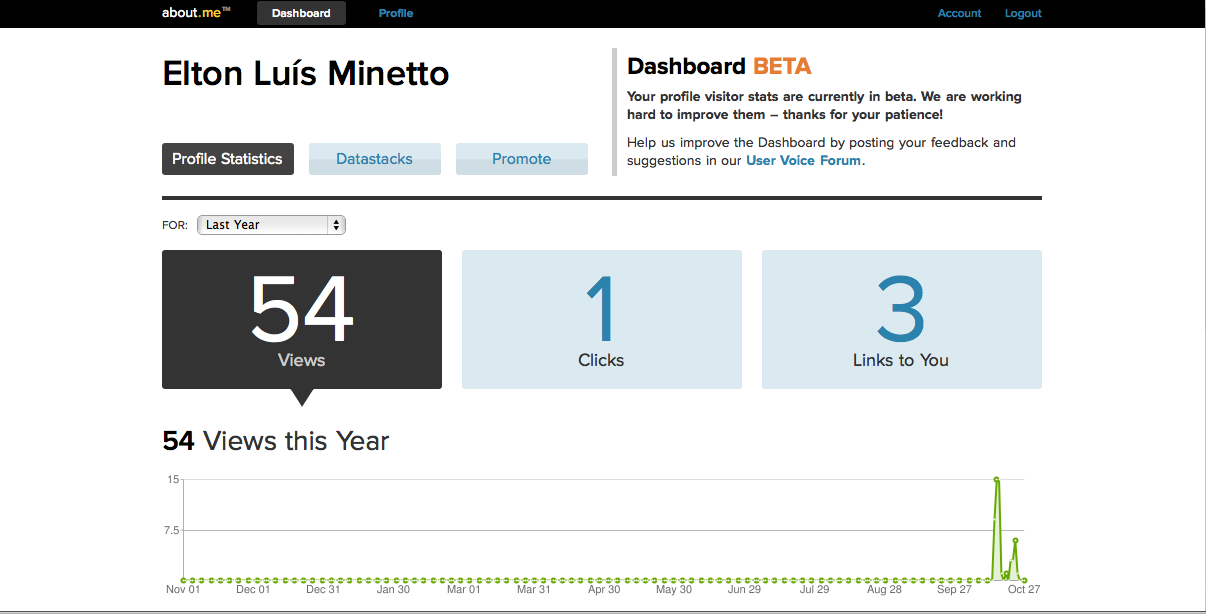 about.me™ Dashboard Profile Account Logout
Elton Luís Minetto
Dashboard BETA
Your profile visitor stats are currently in beta. We are working
hard to improve them – thanks for your patience!
Help us improve the Dashboard by posting your feedback and
suggestions in our User Voice Forum.
Profile Statistics Datastacks Promote
FOR: Last Year
54 1 3
Views Clicks Links to You
54 Views this Year
15
7.5
Nov 01 Dec 01 Dec 31 Jan 30 Mar 01 Mar 31 Apr 30 May 30 Jun 29 Jul 29 Aug 28 Sep 27 Oct 27